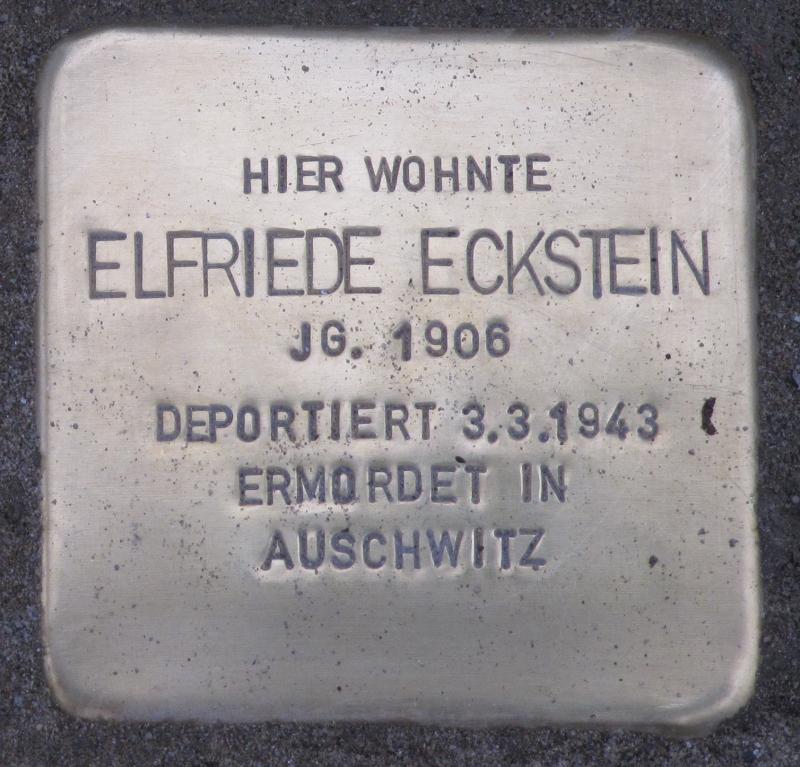 HIER WOHNTE
ELFRIEDE ECKSTEIN
JG. 1906
DEPORTIERT 3.3.1943
ERMORDET IN
AUSCHWITZ